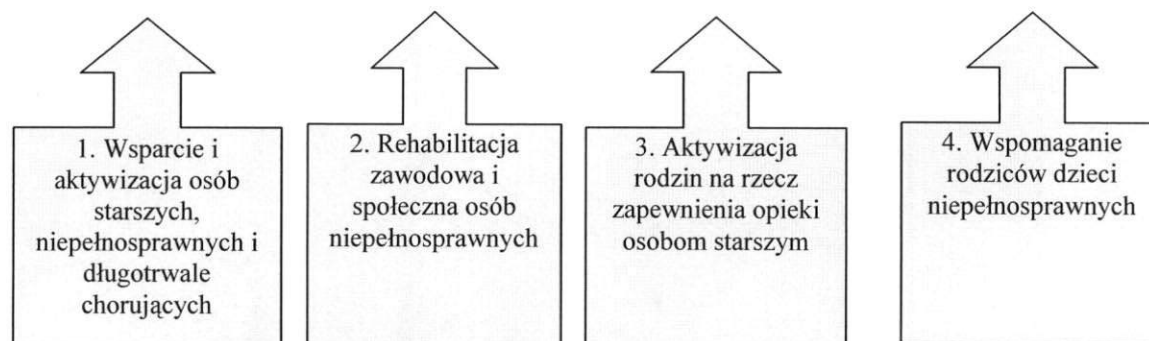 1. Wsparcie i
aktywizacja osób
starszych,
niepełnosprawnych i
długotrwale
chorujących
2. Rehabilitacja
zawodowa i
społeczna osób
niepełnosprawnych
3. Aktywizacja
rodzin na rzecz
zapewnienia opieki
osobom starszym
4. Wspomaganie
rodziców dzieci
niepełnosprawnych